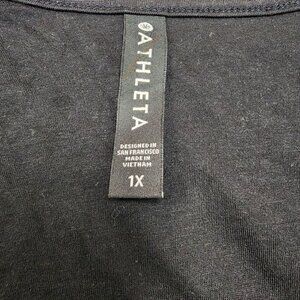 ATHLETA
DESIGNED IN
SAN FRANCISCO
MADE IN
VIETNAM
1X